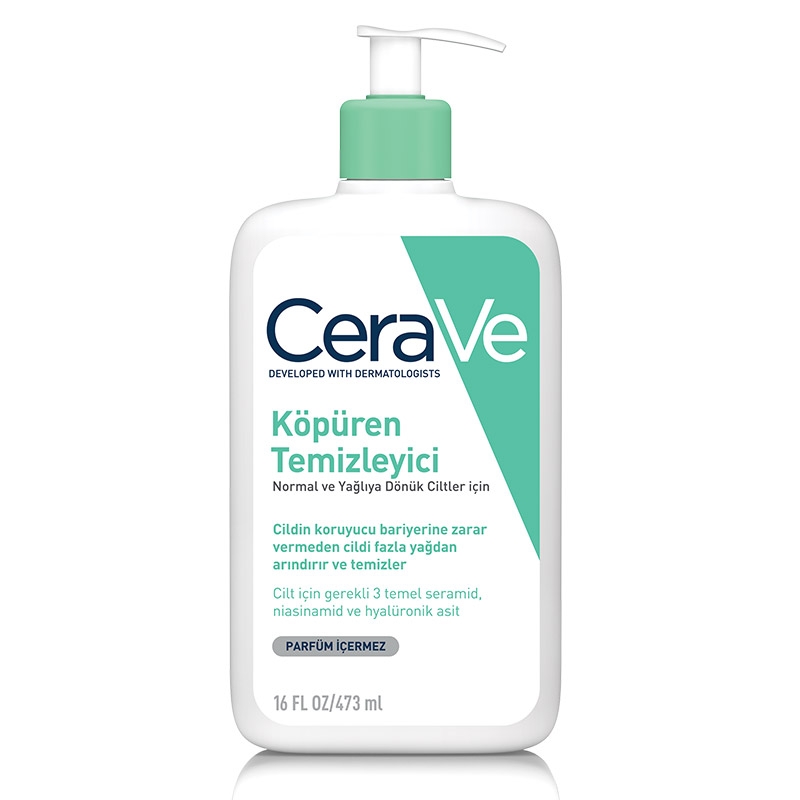 CeraVe
DEVELOPED WITH DERMATOLOGISTS
Köpüren
Temizleyici
Normal ve Yağlıya Dönük Ciltler için
Cildin koruyucu bariyerine zarar
vermeden cildi fazla yağdan
arındırır ve temizler
Cilt için gerekli 3 temel seramid,
niasinamid ve hyalüronik asit
PARFÜM İÇERMEZ
16 FL OZ/473 ml